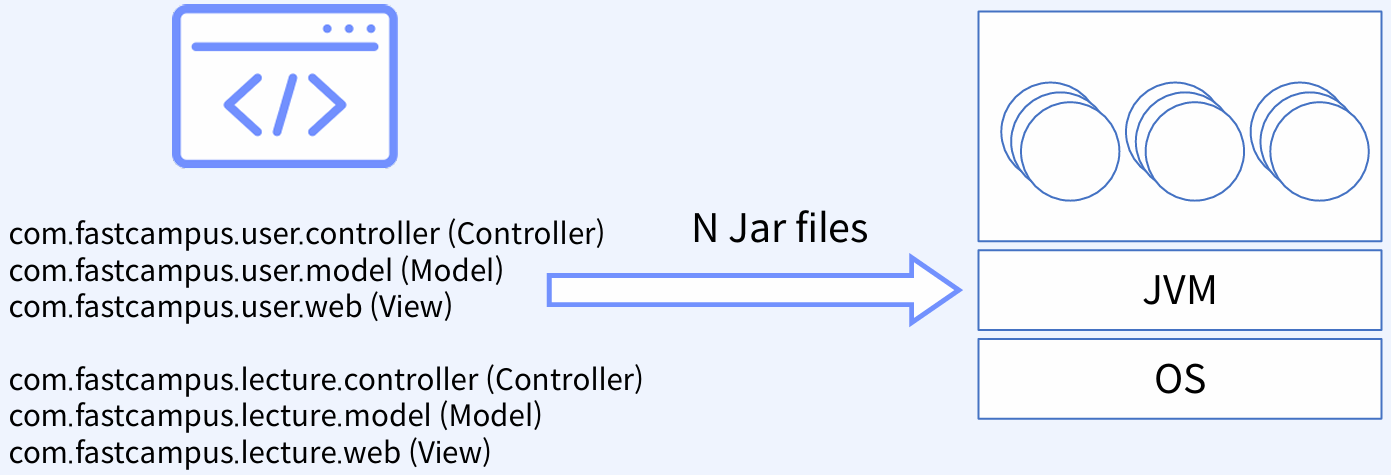 </>
com.fastcampus.user.controller (Controller)
com.fastcampus.user.model (Model)
com.fastcampus.user.web (View)
com.fastcampus.lecture.controller (Controller)
com.fastcampus.lecture.model (Model)
com.fastcampus.lecture.web (View)
N Jar files
JVM
OS